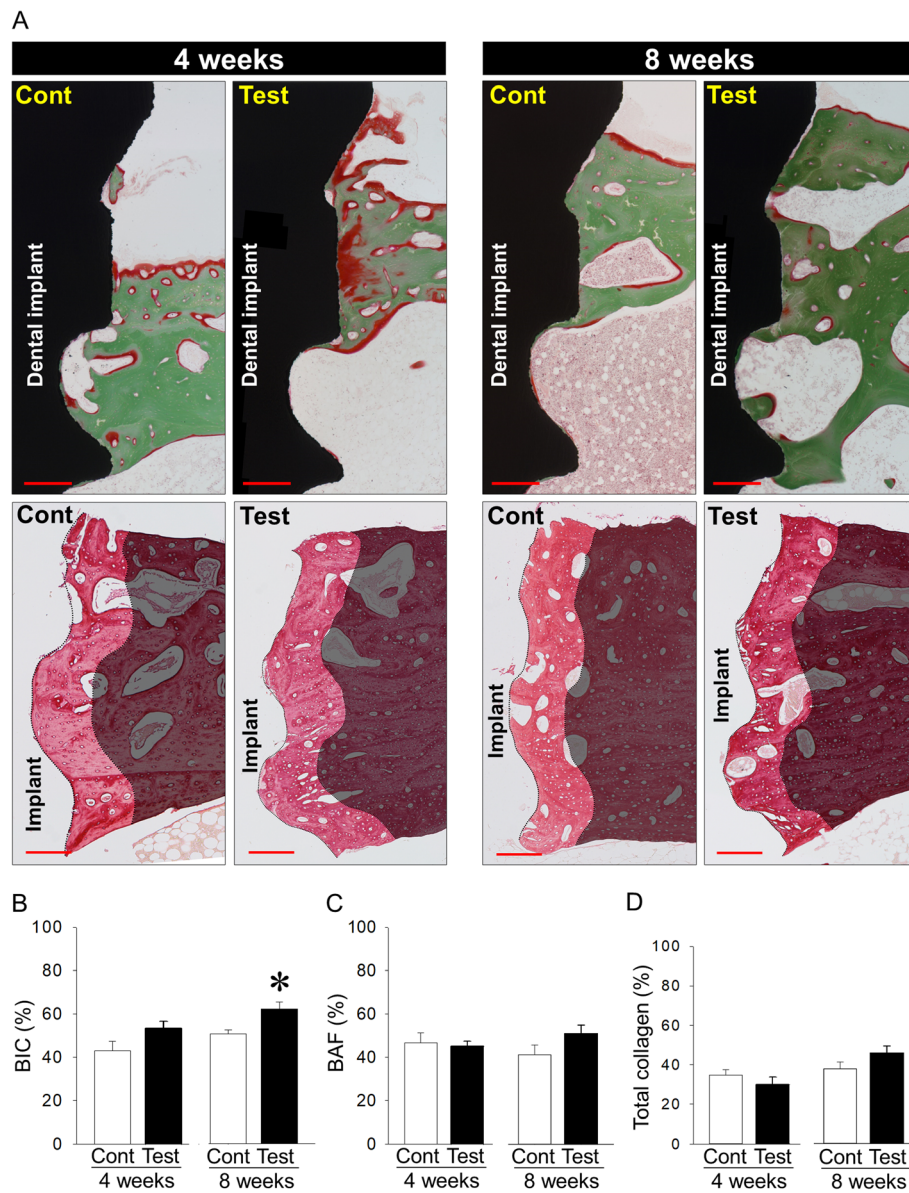 A
4 weeks
8 weeks
Cont
Test
Cont
Test
Dental implant
Dental implant
Dental implant
Dental implant
Cont
Test
Cont
Test
Implant
Implant
Implant
Implant
B
C
D
BIC (%)
100
80
60
40
20
0
*
Cont Test Cont Test
4 weeks 8 weeks
BAF (%)
100
80
60
40
20
0
Cont Test Cont Test
4 weeks 8 weeks
Total collagen (%)
100
80
60
40
20
0
Cont Test Cont Test
4 weeks 8 weeks